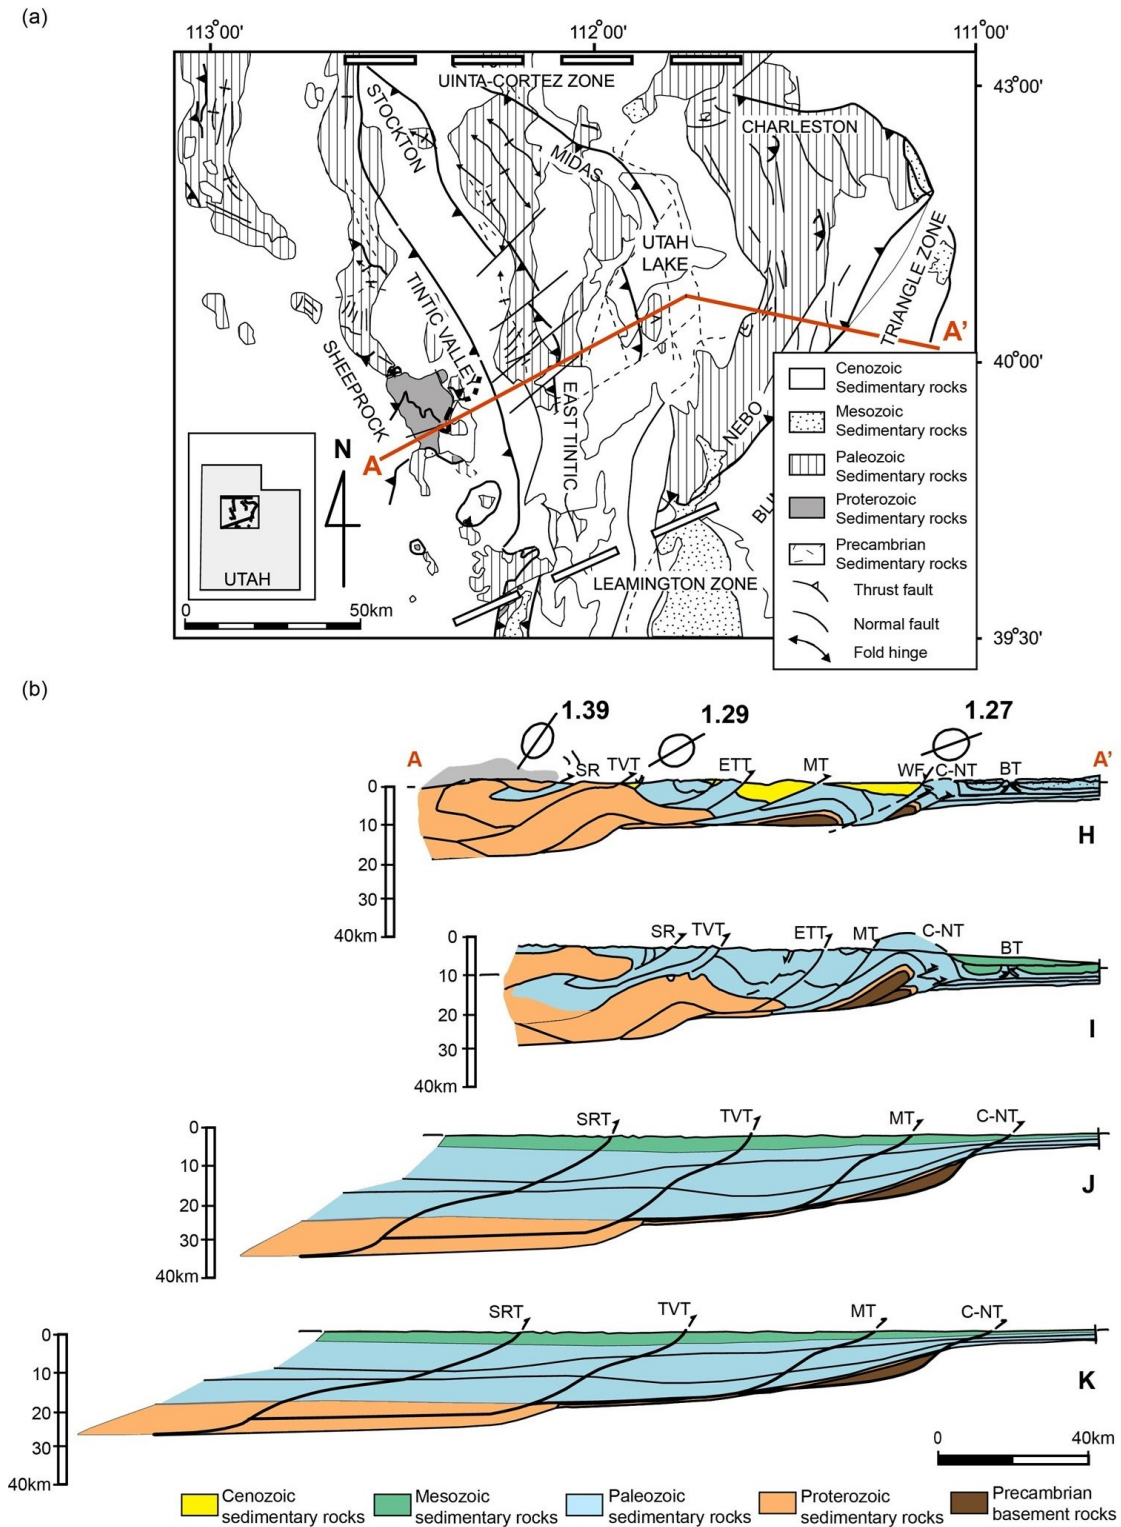 (a)
113°00'
112°00'
111°00'
UINTA-CORTEZ ZONE
43°00'
STOCKTON
MIDAS
CHARLESTON
UTAH
LAKE
TRIANGLE ZONE
TINTIC VALLEY
A'
40°00'
SHEEPROCK
EAST TINTIC
NEBO
N
A
UTAH
LEAMINGTON ZONE
0
50km
39°30'
Cenozoic
Sedimentary rocks
Mesozoic
Sedimentary rocks
Paleozoic
Sedimentary rocks
Proterozoic
Sedimentary rocks
Precambrian
Sedimentary rocks
Thrust fault
Normal fault
Fold hinge
(b)
1.39
1.29
1.27
A
SR
TVT
ETT
MT
WF
C-NT
BT
A'
0
10
20
30
40km
H
SR
TVT
ETT
MT
C-NT
BT
0
10
20
30
40km
I
SRT
TVT
MT
C-NT
0
10
20
30
40km
J
SRT
TVT
MT
C-NT
0
10
20
30
40km
K
0
40km
Cenozoic
sedimentary rocks
Mesozoic
sedimentary rocks
Paleozoic
sedimentary rocks
Proterozoic
sedimentary rocks
Precambrian
basement rocks